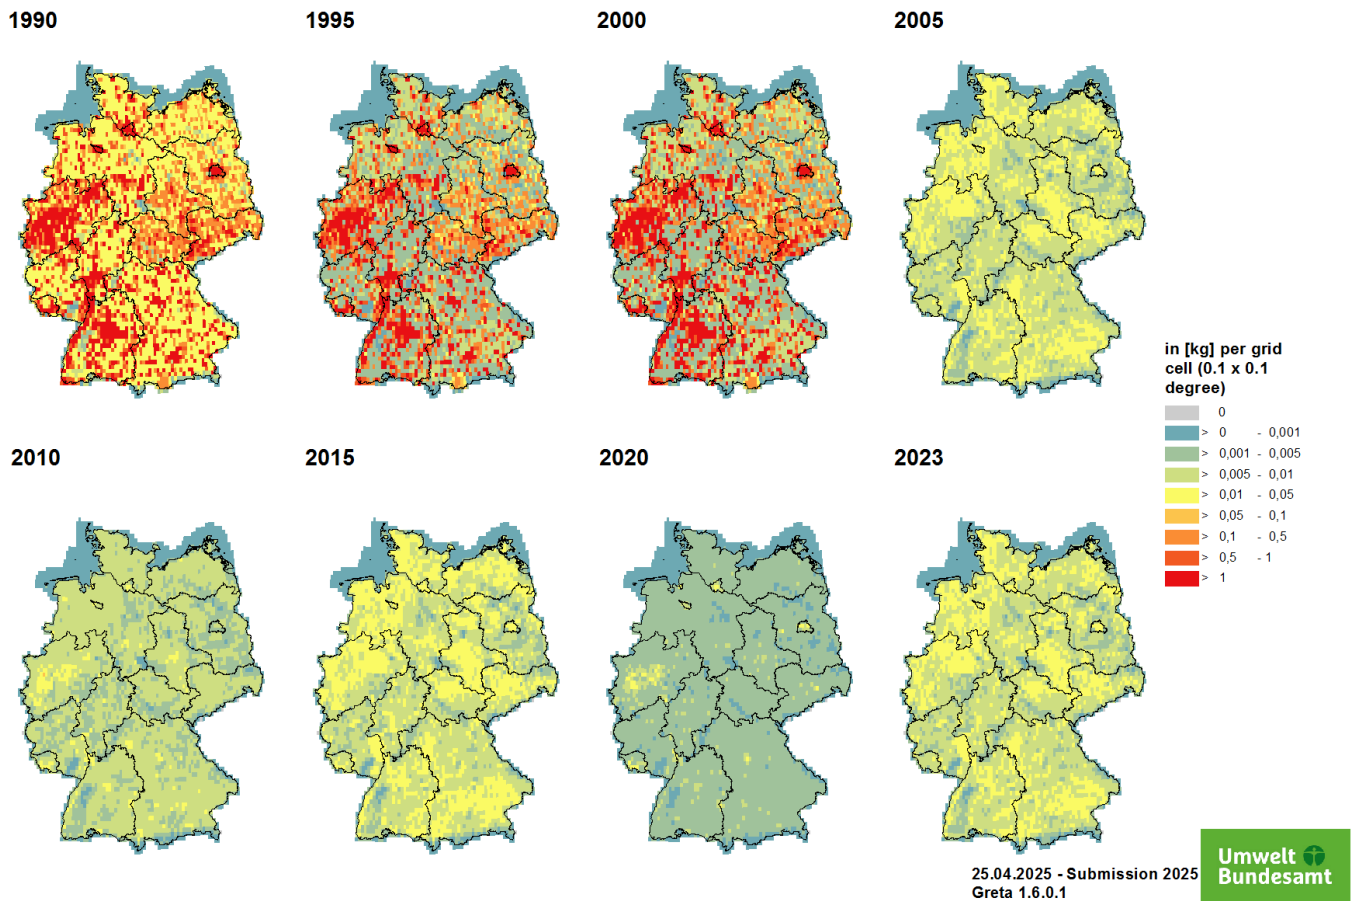 1990
1995
2000
2005
in [kg] per grid
cell (0.1 x 0.1
degree)
0
> 0 - 0,001
> 0,001 - 0,005
> 0,005 - 0,01
> 0,01 - 0,05
> 0,05 - 0,1
> 0,1 - 0,5
> 0,5 - 1
> 1
2010
2015
2020
2023
Umwelt
Bundesamt
25.04.2025 - Submission 2025
Greta 1.6.0.1